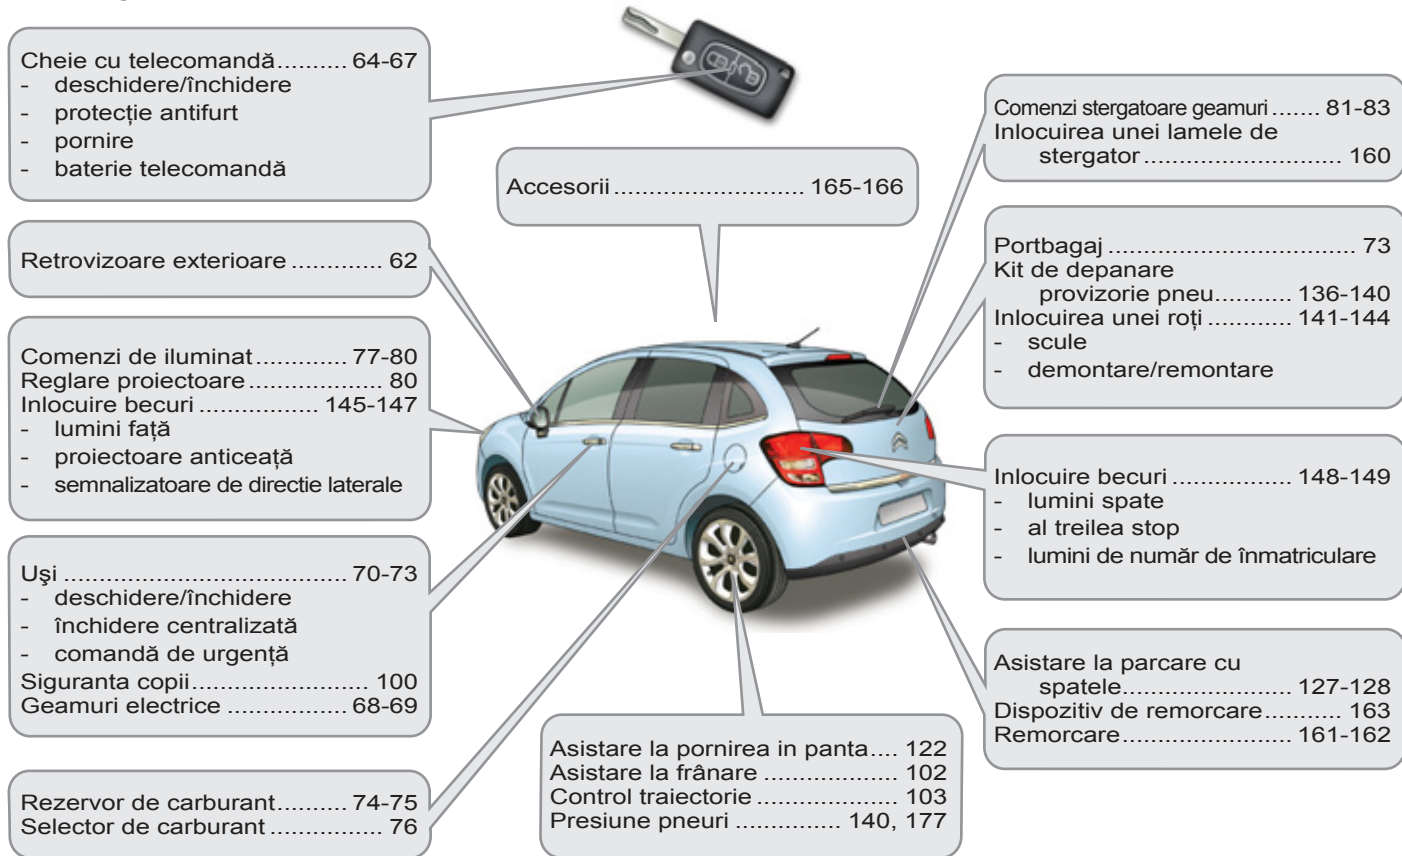 Cheie cu telecomandă.......... 64-67
- deschidere/închidere
- protecţie antifurt
- pornire
- baterie telecomandă
Retrovizoare exterioare ............. 62
Comenzi de iluminat ............. 77-80
Reglare proiectoare ................... 80
Inlocuire becuri ................ 145-147
- lumini faţă
- proiectoare anticeaţă
- semnalizatoare de directie laterale
Uşi ....................................... 70-73
- deschidere/închidere
- închidere centralizată
- comandă de urgenţă
Siguranta copii......................... 100
Geamuri electrice ................. 68-69
Rezervor de carburant.......... 74-75
Selector de carburant ................ 76
Accesorii ........................... 165-166
Asistare la pornirea in panta.... 122
Asistare la frânare ................... 102
Control traiectorie .................... 103
Presiune pneuri ............... 140, 177
Comenzi stergatoare geamuri ....... 81-83
Inlocuirea unei lamele de
stergator ............................ 160
Portbagaj ................................... 73
Kit de depanare
provizorie pneu........... 136-140
Inlocuirea unei roţi ............ 141-144
- scule
- demontare/remontare
Inlocuire becuri ................. 148-149
- lumini spate
- al treilea stop
- lumini de număr de înmatriculare
Asistare la parcare cu
spatele........................ 127-128
Dispozitiv de remorcare........... 163
Remorcare........................ 161-162